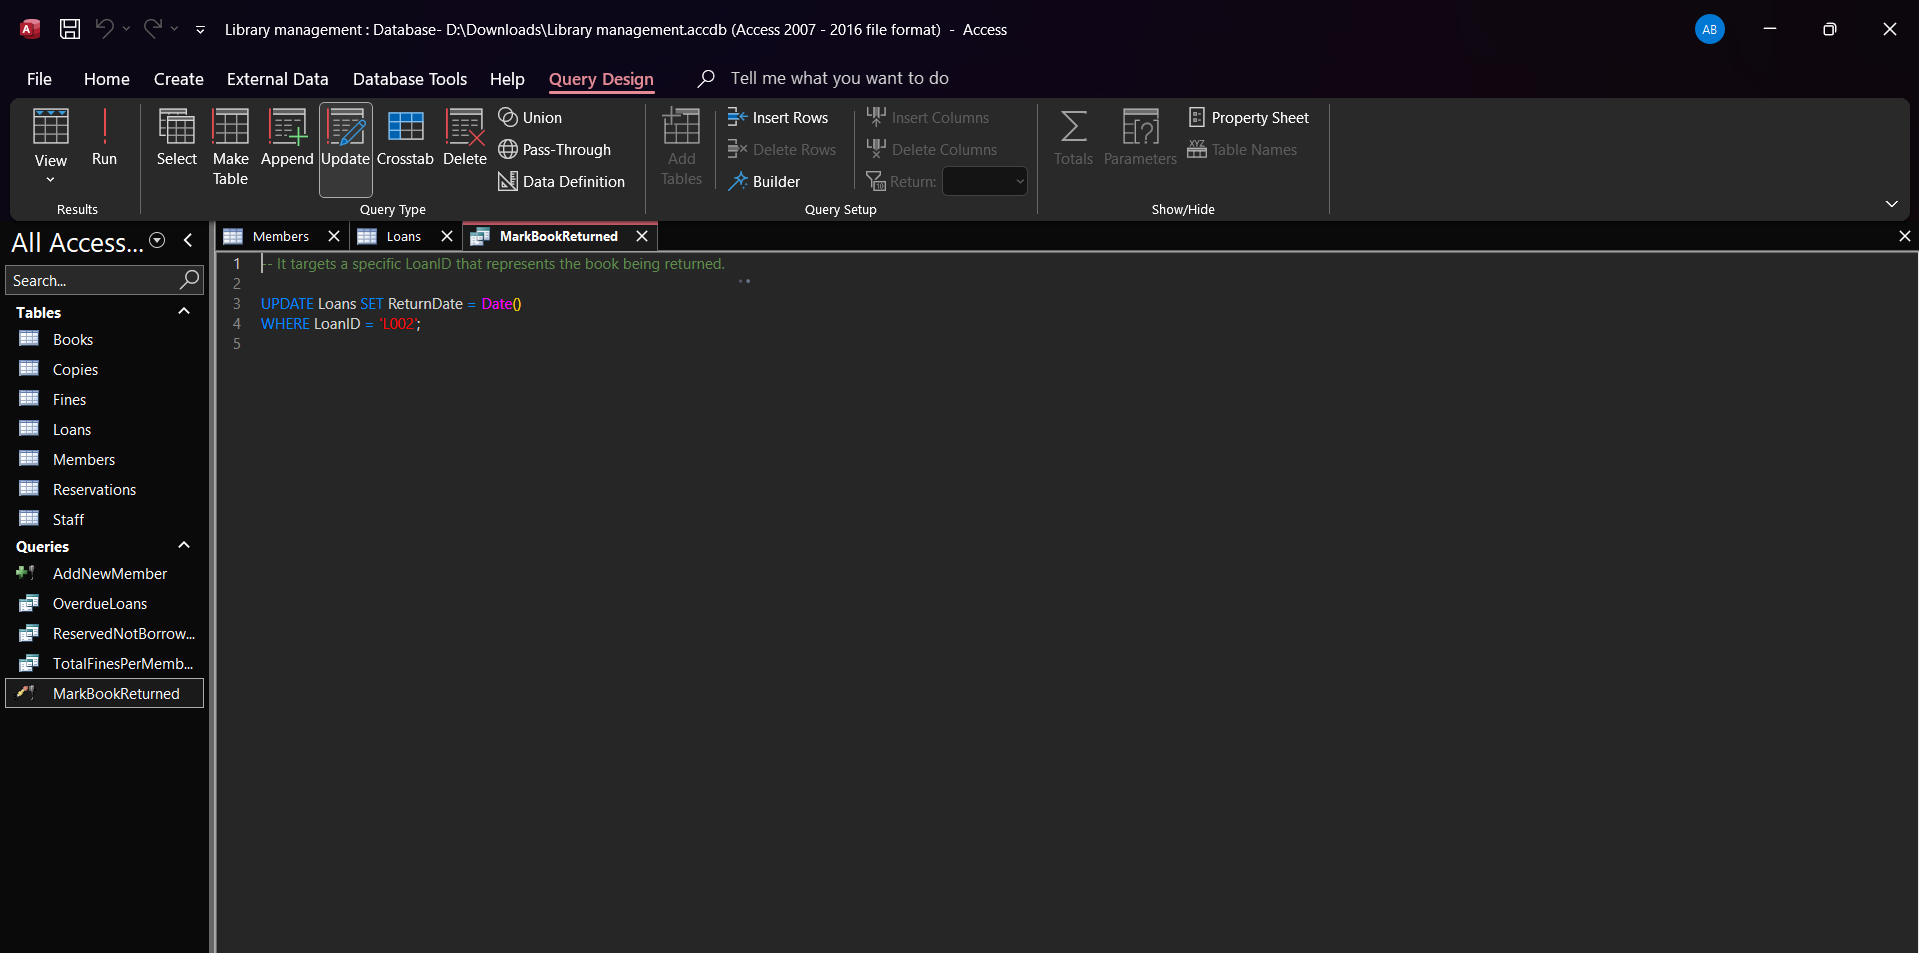 A
Library management : Database- D:\Downloads\Library management.accdb (Access 2007 - 2016 file format)  -  Access
AB
File
Home
Create
External Data
Database Tools
Help
Query Design
Tell me what you want to do
View
Run
Results
Select
Make
Table
Append
Update
Crosstab
Delete
Union
Pass-Through
Data Definition
Query Type
Add
Tables
Insert Rows
Delete Rows
Builder
Insert Columns
Delete Columns
Return:
Query Setup
Totals
Parameters
Property Sheet
Table Names
Show/Hide
All Access...
Search...
Tables
Books
Copies
Fines
Loans
Members
Reservations
Staff
Queries
AddNewMember
OverdueLoans
ReservedNotBorrow...
TotalFinesPerMemb...
MarkBookReturned
Members
Loans
MarkBookReturned
1 -- It targets a specific LoanID that represents the book being returned.
2
3 UPDATE Loans SET ReturnDate = Date()
4 WHERE LoanID = 'L002';
5